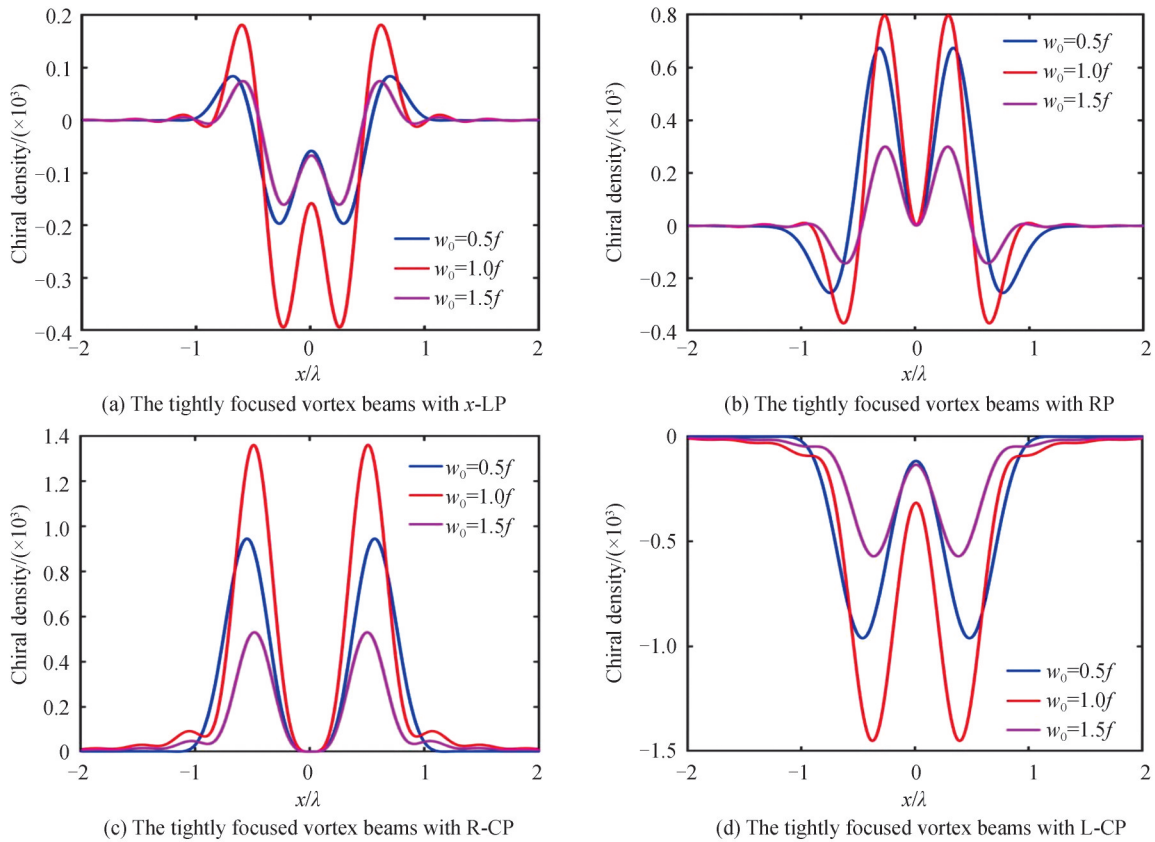 0.2
0.1
0
−0.1
−0.2
−0.3
−0.4
Chiral density/(×10³)
w₀=0.5f
w₀=1.0f
w₀=1.5f
−2 −1 0 1 2
x/λ
(a) The tightly focused vortex beams with x-LP
0.8
0.6
0.4
0.2
0
−0.2
−0.4
Chiral density/(×10³)
w₀=0.5f
w₀=1.0f
w₀=1.5f
−2 −1 0 1 2
x/λ
(b) The tightly focused vortex beams with RP
1.4
1.2
1.0
0.8
0.6
0.4
0.2
0
Chiral density/(×10³)
w₀=0.5f
w₀=1.0f
w₀=1.5f
−2 −1 0 1 2
x/λ
(c) The tightly focused vortex beams with R-CP
0
−0.5
−1.0
−1.5
Chiral density/(×10³)
w₀=0.5f
w₀=1.0f
w₀=1.5f
−2 −1 0 1 2
x/λ
(d) The tightly focused vortex beams with L-CP